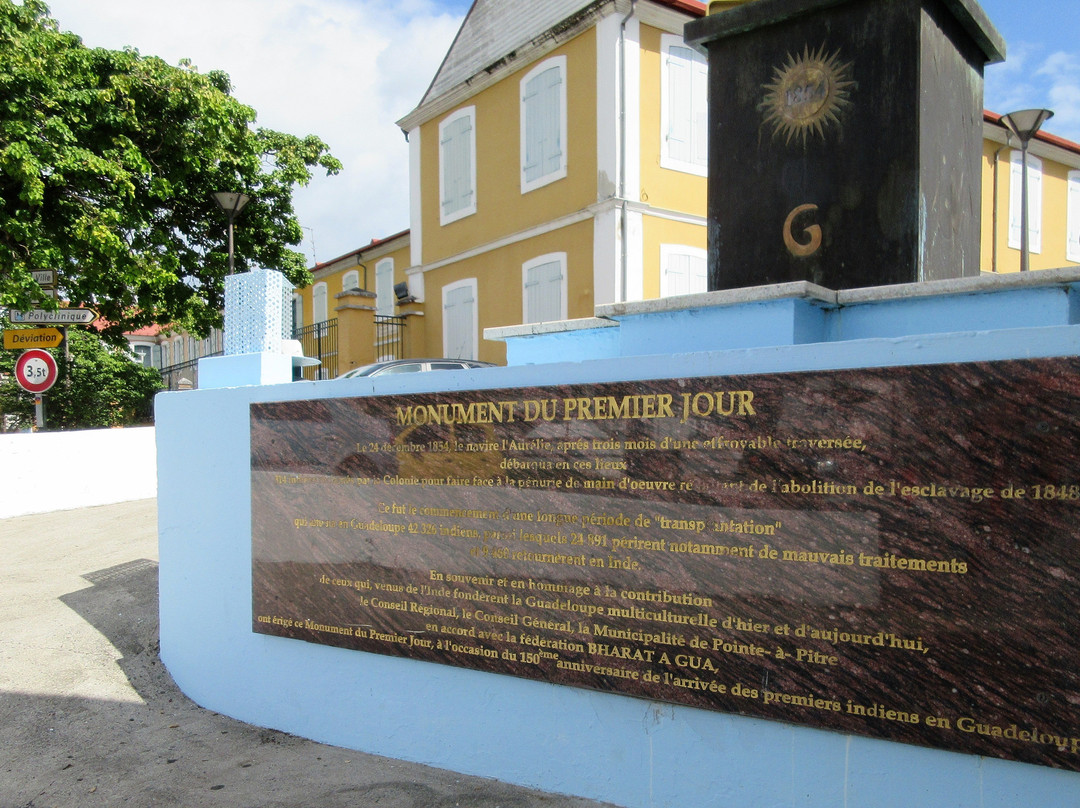 1854
G
Ville
Polyclinique
Déviation
3,5t
MONUMENT DU PREMIER JOUR
Le 24 décembre 1854, le navire l'Aurélie, aprés trois mois d'une effroyable traversée,
débarqua en ces lieux
la Colonie pour faire face à la pénurie de main d'oeuvre résultant de l'abolition de l'esclavage de 1848
Ce fut le commencement d'une longue période de "transplantation"
en Guadeloupe 42 326 indiens, parmi lesquels 24 891 périrent notamment de mauvais traitements
retournèrent en Inde.
En souvenir et en hommage à la contribution
de ceux qui, venus de l'Inde fondèrent la Guadeloupe multiculturelle d'hier et d'aujourd'hui,
le Conseil Régional, le Conseil Général, la Municipalité de Pointe- à- Pitre
en accord avec la fédération BHARAT A GUA,
ont érigé ce Monument du Premier Jour, à l'occasion du 150ème anniversaire de l'arrivée des premiers indiens en Guadeloup